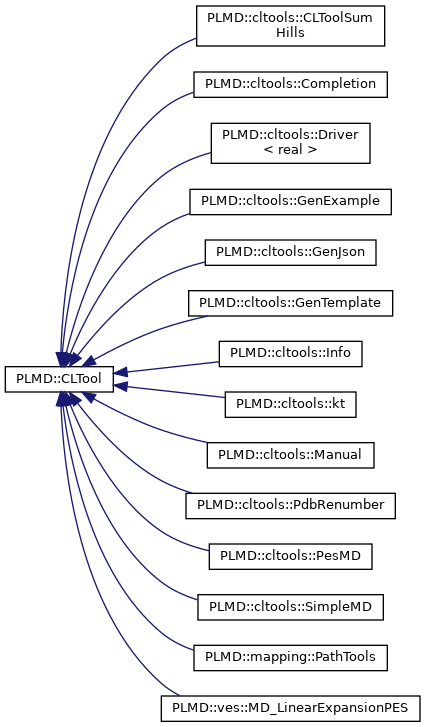 PLMD::cltools::CLToolSum
Hills
PLMD::cltools::Completion
PLMD::cltools::Driver
< real >
PLMD::cltools::GenExample
PLMD::cltools::GenJson
PLMD::cltools::GenTemplate
PLMD::cltools::Info
PLMD::CLTool
PLMD::cltools::kt
PLMD::cltools::Manual
PLMD::cltools::PdbRenumber
PLMD::cltools::PesMD
PLMD::cltools::SimpleMD
PLMD::mapping::PathTools
PLMD::ves::MD_LinearExpansionPES